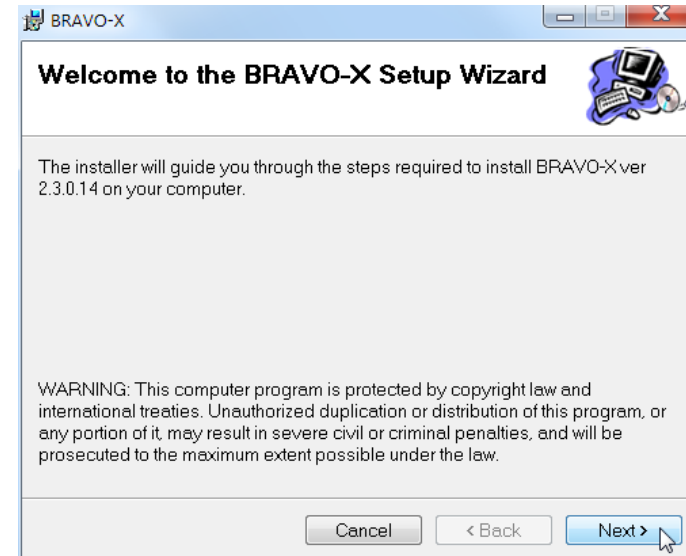 BRAVO-X
Welcome to the BRAVO-X Setup Wizard
The installer will guide you through the steps required to install BRAVO-X ver
2.3.0.14 on your computer.
WARNING: This computer program is protected by copyright law and
international treaties. Unauthorized duplication or distribution of this program, or
any portion of it, may result in severe civil or criminal penalties, and will be
prosecuted to the maximum extent possible under the law.
Cancel < Back Next >